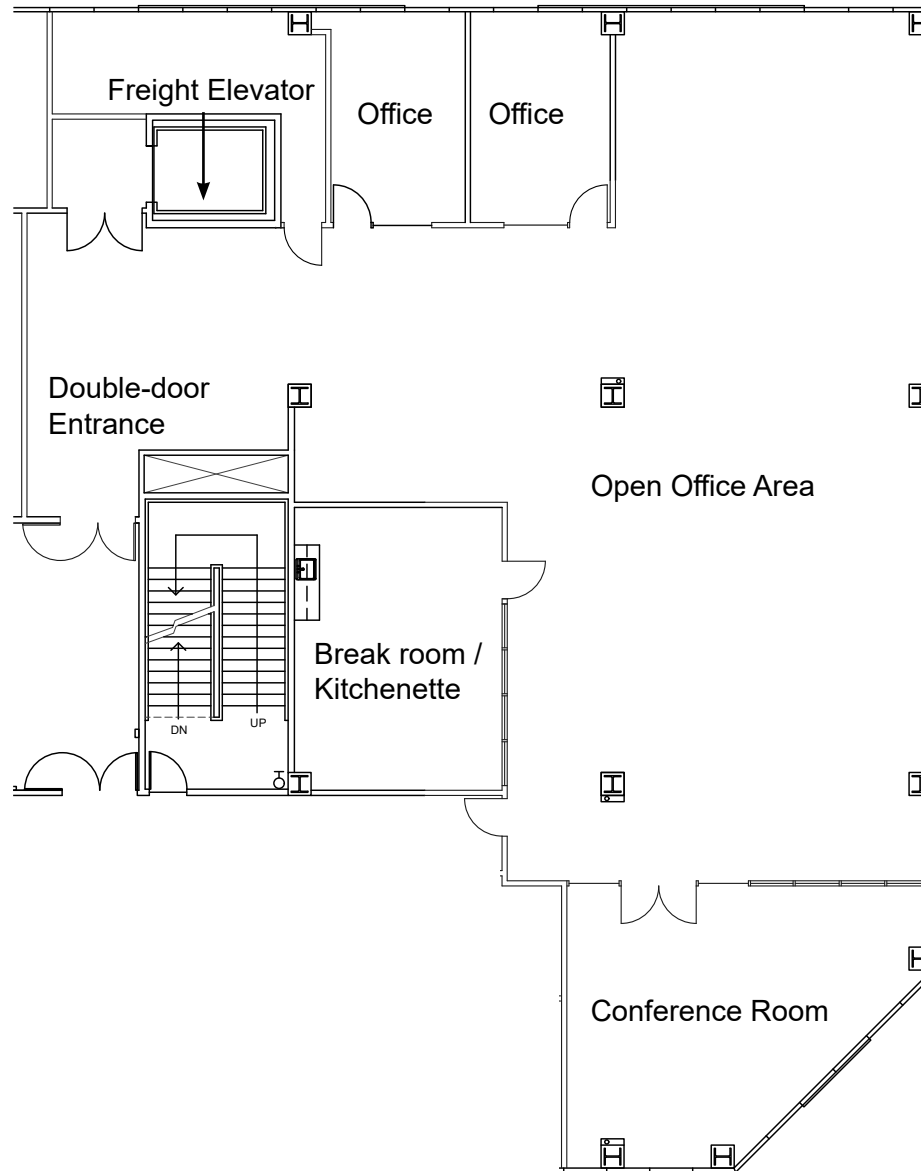 Freight Elevator
Office
Office
Double-door
Entrance
Open Office Area
Break room /
Kitchenette
DN
UP
Conference Room